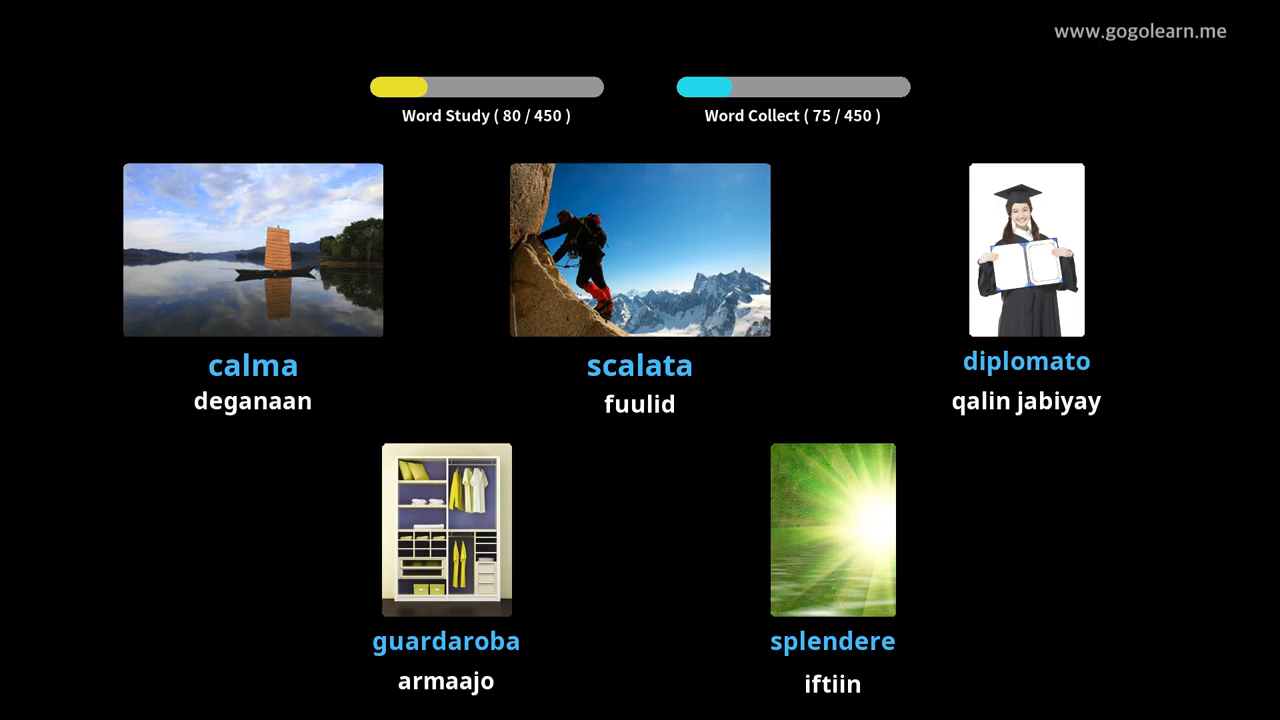 www.gogolearn.me
Word Study ( 80 / 450 )
Word Collect ( 75 / 450 )
calma
deganaan
scalata
fuulid
diplomato
qalin jabiyay
guardaroba
armaajo
splendere
iftiin